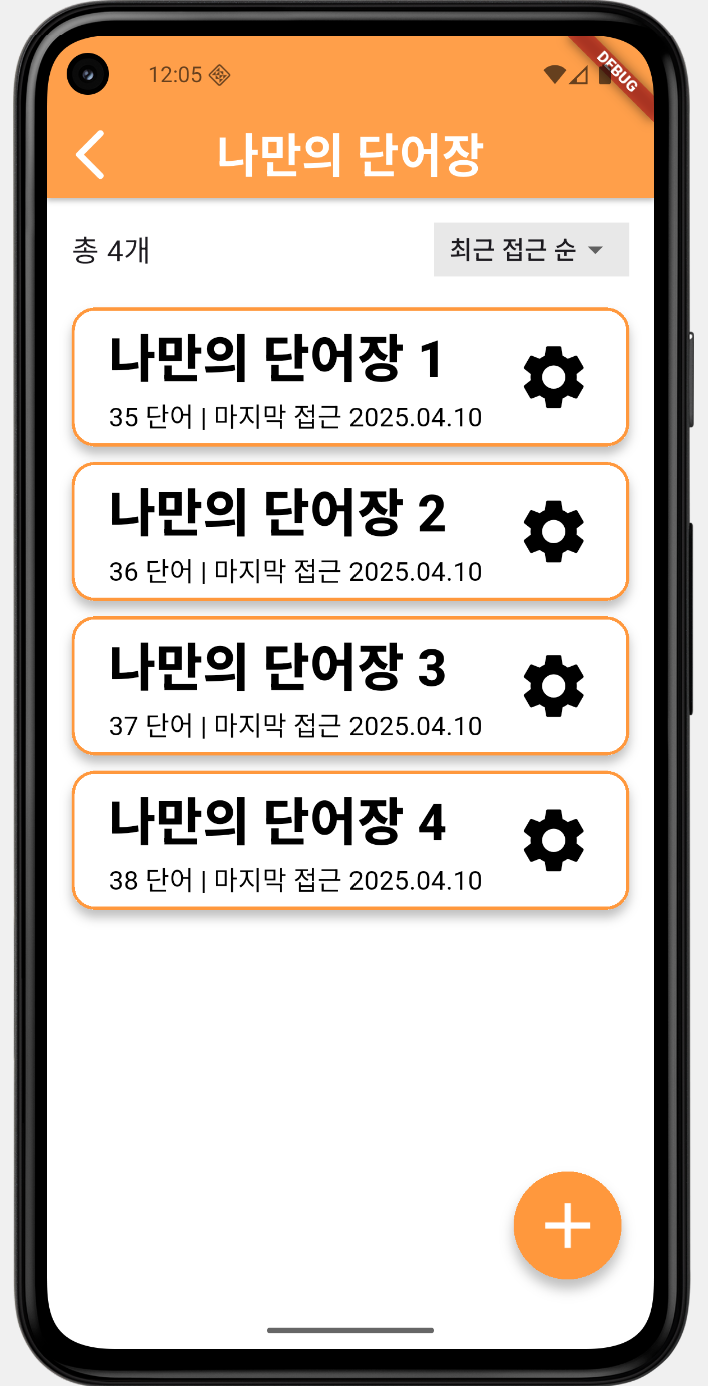 12:05
DEBUG
나만의 단어장
총 4개
최근 접근 순
나만의 단어장 1
35 단어 | 마지막 접근 2025.04.10
나만의 단어장 2
36 단어 | 마지막 접근 2025.04.10
나만의 단어장 3
37 단어 | 마지막 접근 2025.04.10
나만의 단어장 4
38 단어 | 마지막 접근 2025.04.10